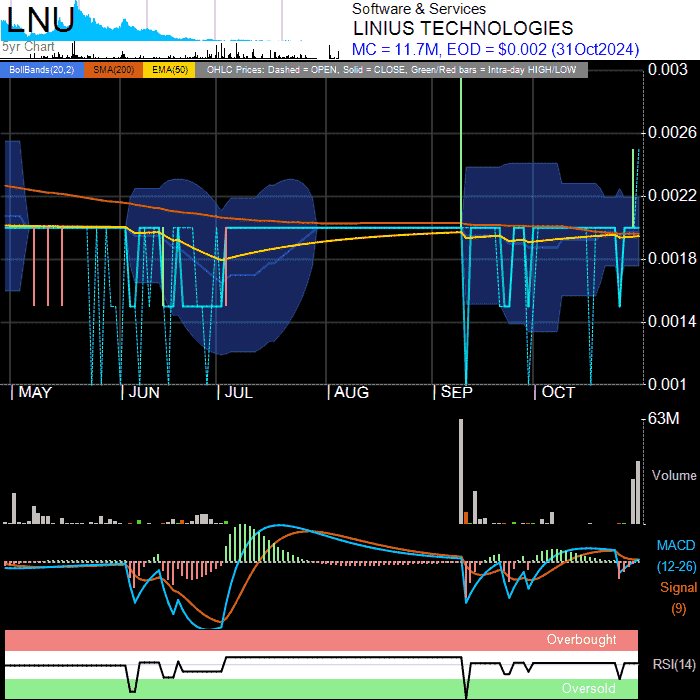 LNU
5yr Chart
Software & Services
LINIUS TECHNOLOGIES
MC = 11.7M, EOD = $0.002 (31Oct2024)
BollBands(20,2) SMA(200) EMA(50) OHLC Prices: Dashed = OPEN, Solid = CLOSE, Green/Red bars = Intra-day HIGH/LOW
0.003
0.0026
0.0022
0.0018
0.0014
0.001
MAY JUN JUL AUG SEP OCT
63M
Volume
MACD
(12-26)
Signal
(9)
Overbought
RSI(14)
Oversold